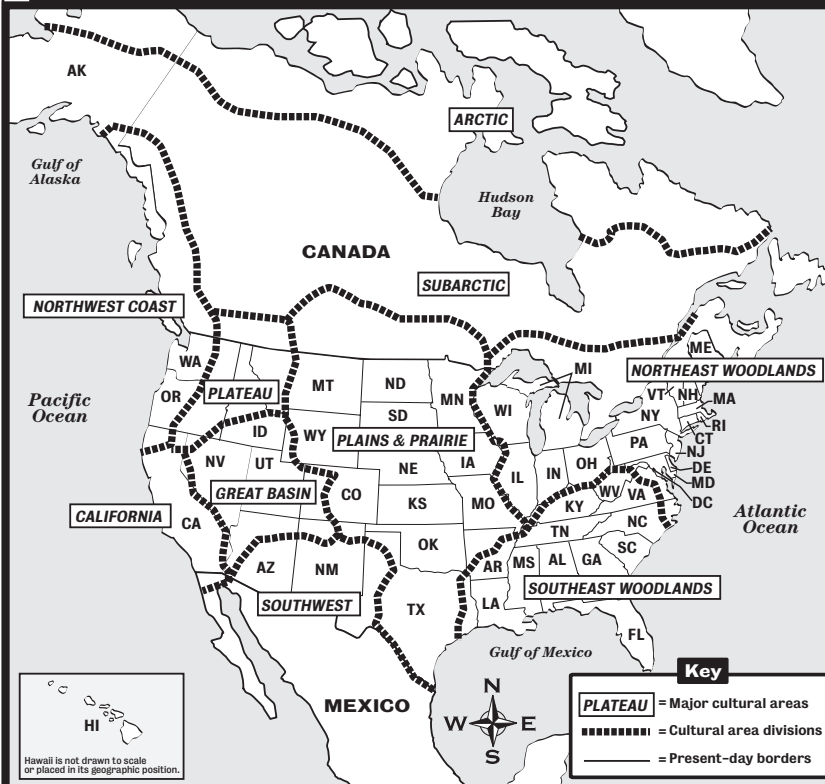 AK
ARCTIC
Gulf of
Alaska
Hudson
Bay
CANADA
SUBARCTIC
NORTHWEST COAST
ME
WA
MI
NORTHEAST WOODLANDS
MT
ND
MN
VT
NH
MA
Pacific
Ocean
OR
PLATEAU
WI
NY
SD
RI
ID
WY
PLAINS & PRAIRIE
PA
CT
NJ
NV
UT
NE
IA
IL
IN
OH
DE
MD
GREAT BASIN
CO
WV
VA
DC
KS
MO
KY
CALIFORNIA
CA
NC
Atlantic
Ocean
TN
OK
SC
AZ
NM
AR
MS
AL
GA
SOUTHEAST WOODLANDS
SOUTHWEST
TX
LA
FL
Gulf of Mexico
Key
N
MEXICO
W
E
S
PLATEAU
= Major cultural areas
= Cultural area divisions
= Present-day borders
HI
Hawaii is not drawn to scale
or placed in its geographic position.